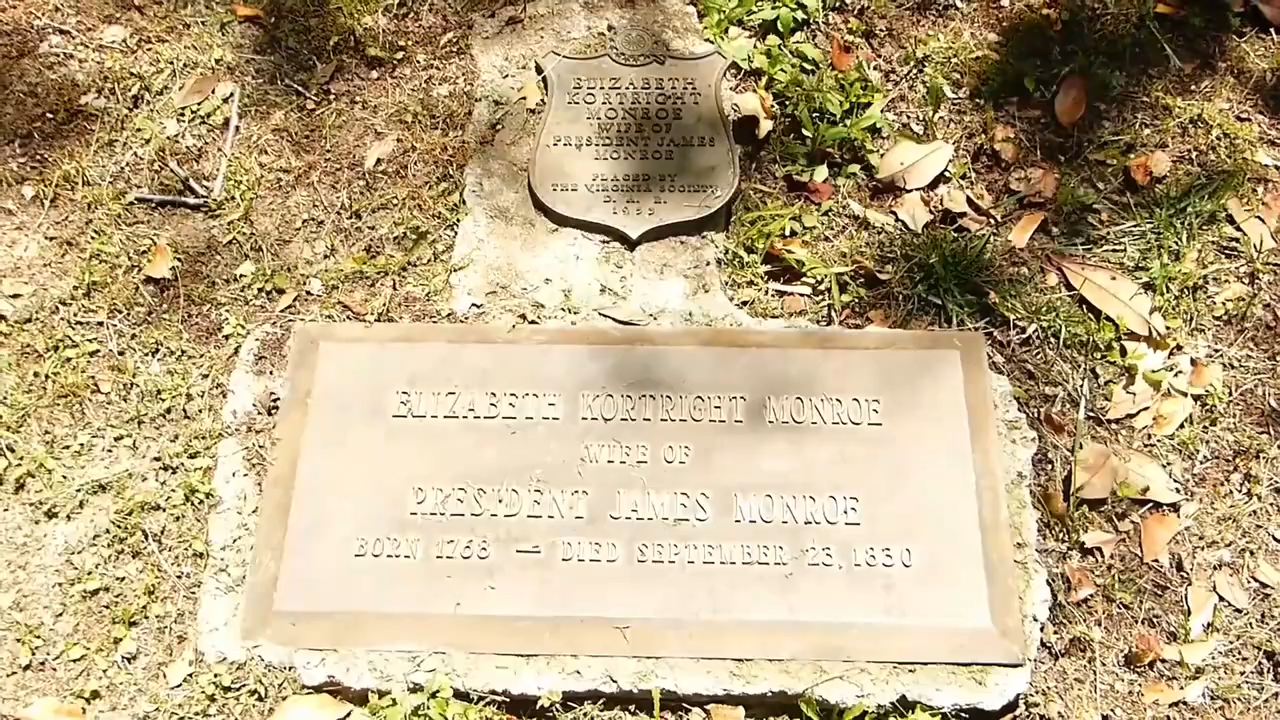 ELIZABETH
KORTRIGHT
MONROE
WIFE OF
PRESIDENT JAMES
MONROE
PLACED BY
THE VIRGINIA SOCIETY
D. A. R.
ELIZABETH KORTRIGHT MONROE
WIFE OF
PRESIDENT JAMES MONROE
BORN 1768 — DIED SEPTEMBER 23, 1830